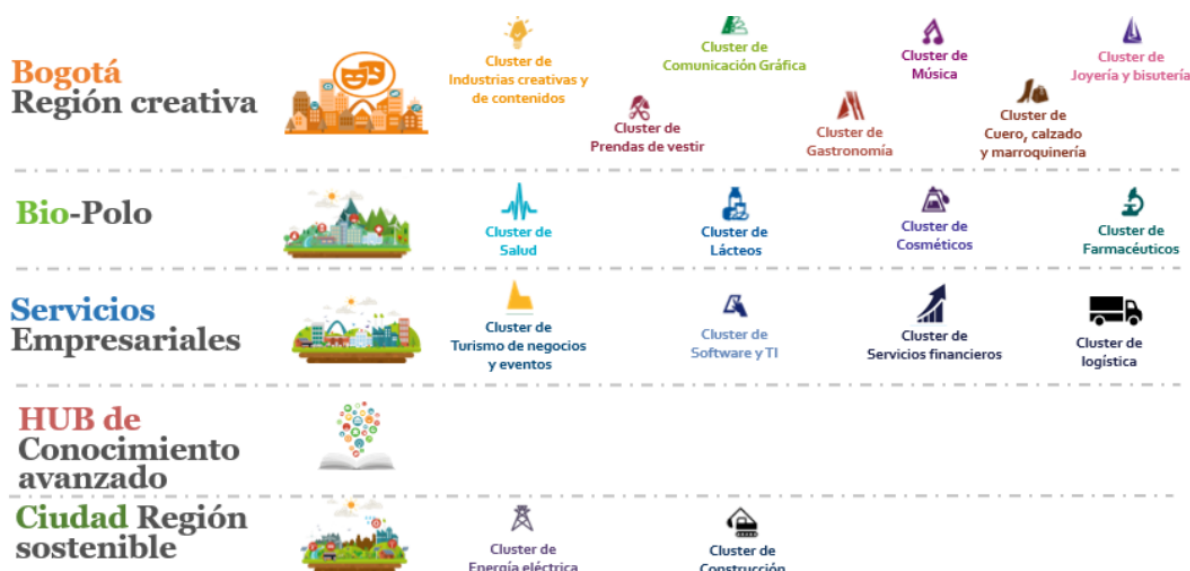 Bogotá
Región creativa
Cluster de
Industrias creativas y
de contenidos
Cluster de
Comunicación Gráfica
Cluster de
Música
Cluster de
Joyería y bisutería
Cluster de
Prendas de vestir
Cluster de
Gastronomía
Cluster de
Cuero, calzado
y marroquinería
Bio-Polo
Cluster de
Salud
Cluster de
Lácteos
Cluster de
Cosméticos
Cluster de
Farmacéuticos
Servicios
Empresariales
Cluster de
Turismo de negocios
y eventos
Cluster de
Software y TI
Cluster de
Servicios financieros
Cluster de
logística
HUB de
Conocimiento
avanzado
Ciudad Región
sostenible
Cluster de
Energía eléctrica
Cluster de
Construcción